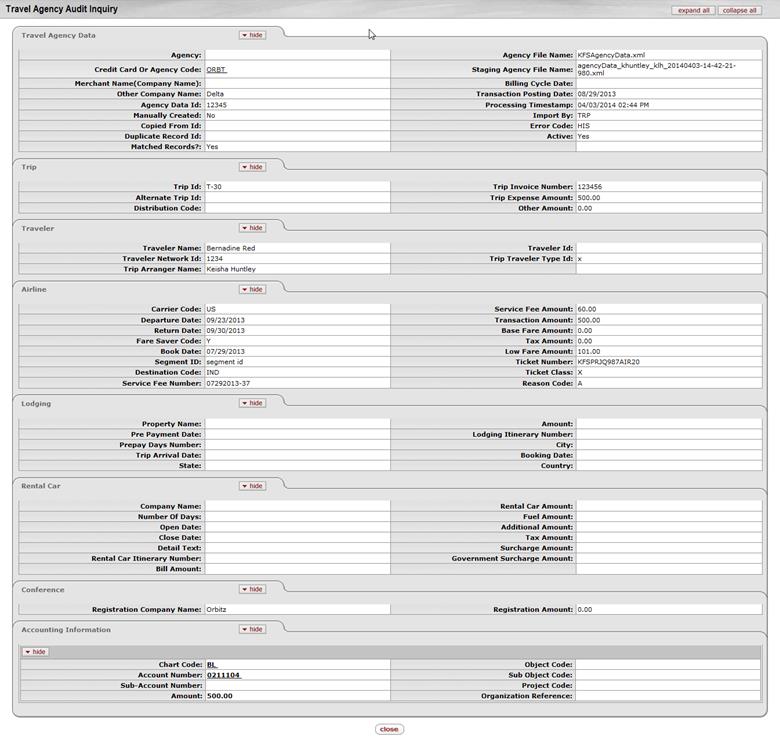 Travel Agency Audit Inquiry
expand all collapse all
Travel Agency Data hide
Agency: Agency File Name: KFSAgencyData.xml
Credit Card Or Agency Code: ORBT Staging Agency File Name: agencyData_khuntley_klh_20140403-14-42-21-
980.xml
Merchant Name(Company Name): Billing Cycle Date:
Other Company Name: Delta Transaction Posting Date: 08/29/2013
Agency Data Id: 12345 Processing Timestamp: 04/03/2014 02:44 PM
Manually Created: No Import By: TRP
Copied From Id: Error Code: HIS
Duplicate Record Id: Active: Yes
Matched Records?: Yes
Trip hide
Trip Id: T-30 Trip Invoice Number: 123456
Alternate Trip Id: Trip Expense Amount: 500.00
Distribution Code: Other Amount: 0.00
Traveler hide
Traveler Name: Bernadine Red Traveler Id:
Traveler Network Id: 1234 Trip Traveler Type Id: x
Trip Arranger Name: Keisha Huntley
Airline hide
Carrier Code: US Service Fee Amount: 60.00
Departure Date: 09/23/2013 Transaction Amount: 500.00
Return Date: 09/30/2013 Base Fare Amount: 0.00
Fare Saver Code: Y Tax Amount: 0.00
Book Date: 07/29/2013 Low Fare Amount: 101.00
Segment ID: segment id Ticket Number: KFSPRJQ987AIR20
Destination Code: IND Ticket Class: X
Service Fee Number: 07292013-37 Reason Code: A
Lodging hide
Property Name: Amount:
Pre Payment Date: Lodging Itinerary Number:
Prepay Days Number: City:
Trip Arrival Date: Booking Date:
State: Country:
Rental Car hide
Company Name: Rental Car Amount:
Number Of Days: Fuel Amount:
Open Date: Additional Amount:
Close Date: Tax Amount:
Detail Text: Surcharge Amount:
Rental Car Itinerary Number: Government Surcharge Amount:
Bill Amount:
Conference hide
Registration Company Name: Orbitz Registration Amount: 0.00
Accounting Information hide
hide
Chart Code: BL Object Code:
Account Number: 0211104 Sub Object Code:
Sub-Account Number: Project Code:
Amount: 500.00 Organization Reference:
close